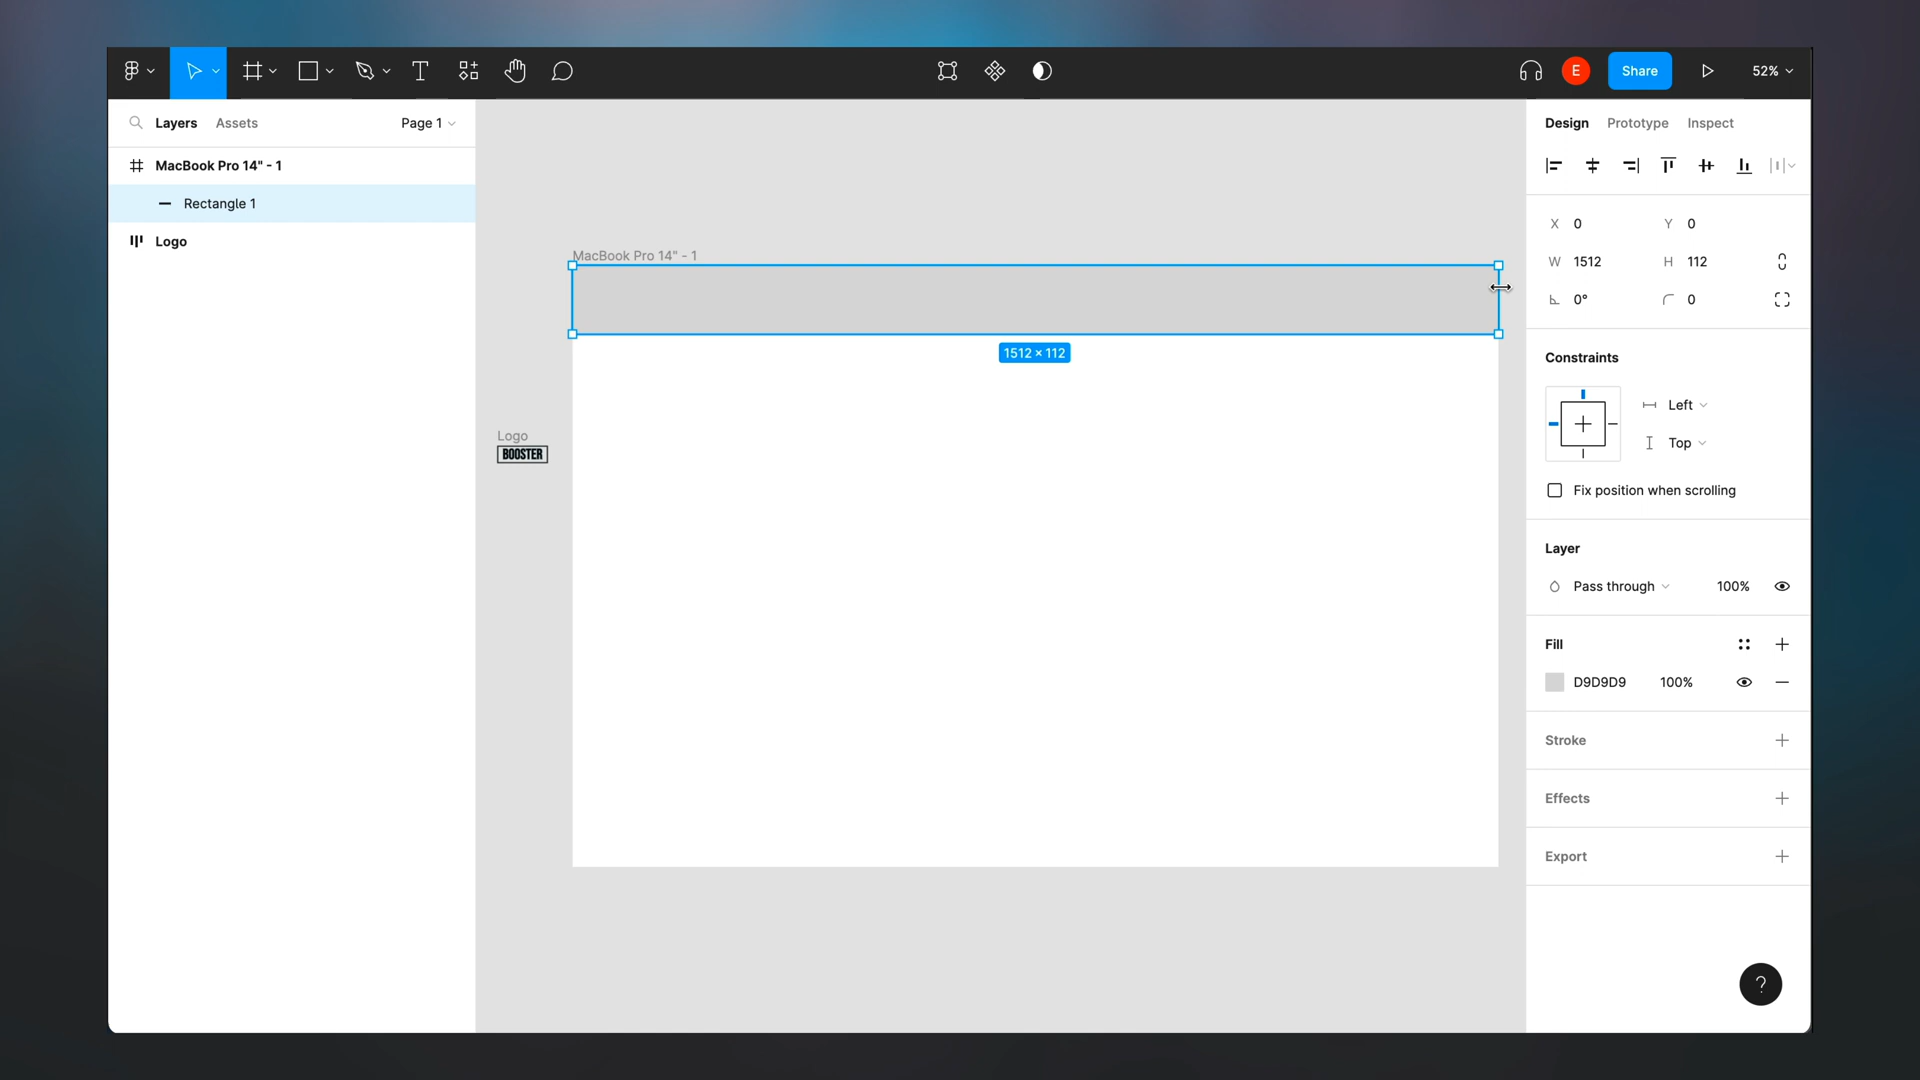 E
Share
52%
Layers
Assets
Page 1
MacBook Pro 14" - 1
Rectangle 1
Logo
MacBook Pro 14" - 1
1512 × 112
Logo
BOOSTER
Design
Prototype
Inspect
X 0
Y 0
W 1512
H 112
0°
0
Constraints
Left
Top
Fix position when scrolling
Layer
Pass through
100%
Fill
D9D9D9
100%
Stroke
Effects
Export
?